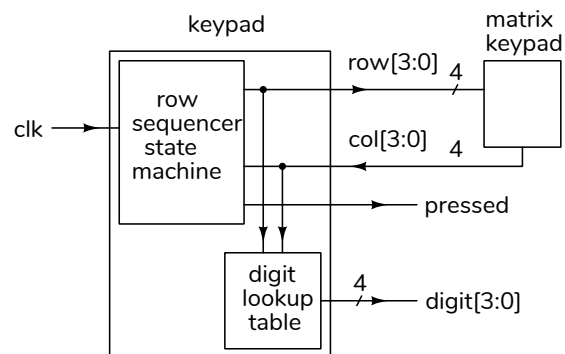 keypad
matrix
keypad
row[3:0]
4
row
sequencer
state
machine
clk
col[3:0]
4
pressed
digit
lookup
table
4
digit[3:0]